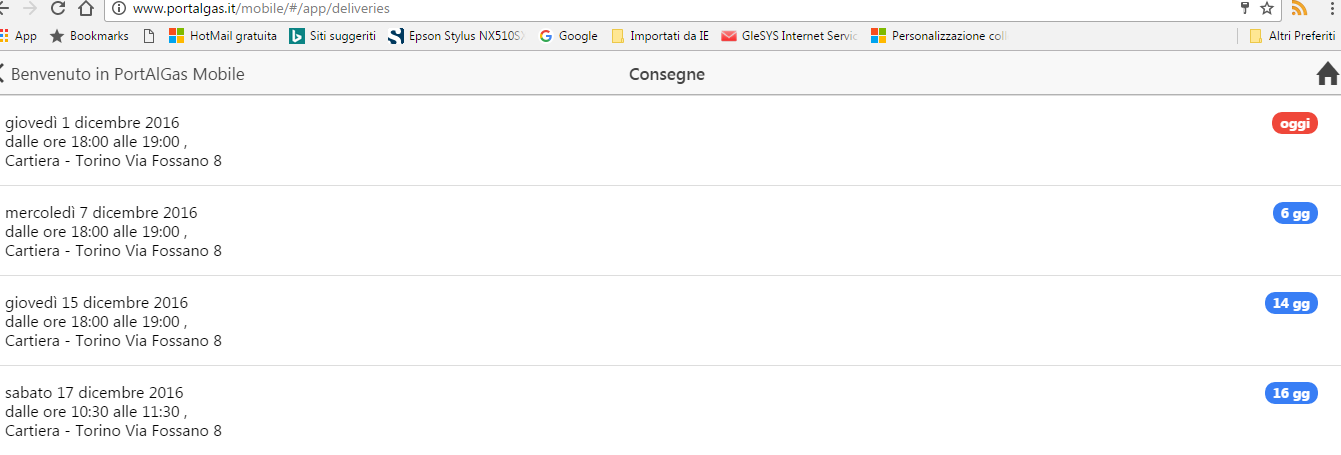 www.portalgas.it/mobile/#/app/deliveries
App Bookmarks HotMail gratuita Siti suggeriti Epson Stylus NX510SX Google Importati da IE GleSYS Internet Servic Personalizzazione coll Altri Preferiti
Benvenuto in PortAlGas Mobile Consegne
giovedì 1 dicembre 2016 oggi
dalle ore 18:00 alle 19:00 ,
Cartiera - Torino Via Fossano 8
mercoledì 7 dicembre 2016 6 gg
dalle ore 18:00 alle 19:00 ,
Cartiera - Torino Via Fossano 8
giovedì 15 dicembre 2016 14 gg
dalle ore 18:00 alle 19:00 ,
Cartiera - Torino Via Fossano 8
sabato 17 dicembre 2016 16 gg
dalle ore 10:30 alle 11:30 ,
Cartiera - Torino Via Fossano 8